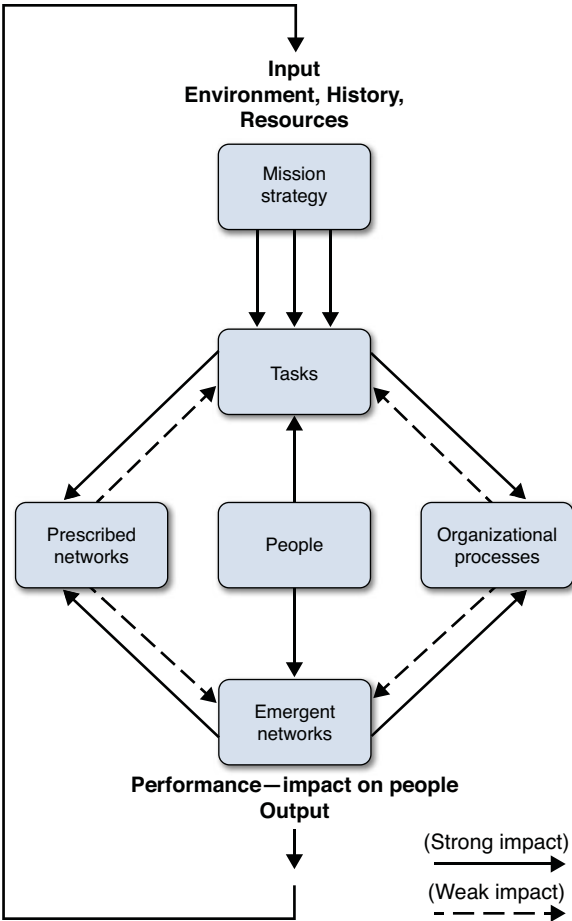 Input
Environment, History,
Resources
Mission
strategy
Tasks
Prescribed
networks
People
Organizational
processes
Emergent
networks
Performance—impact on people
Output
(Strong impact)
(Weak impact)